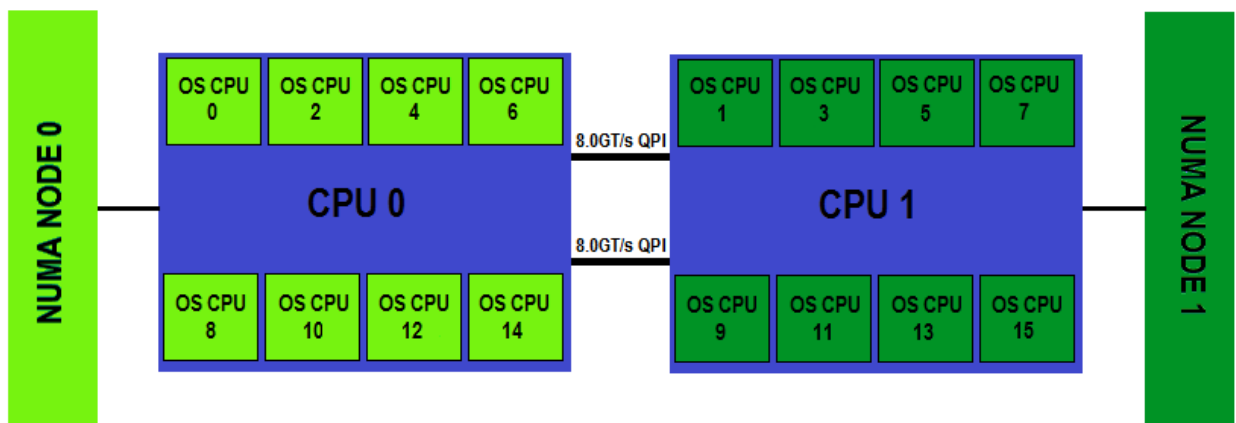 NUMA NODE 0
OS CPU
0
OS CPU
2
OS CPU
4
OS CPU
6
CPU 0
OS CPU
8
OS CPU
10
OS CPU
12
OS CPU
14
8.0GT/s QPI
8.0GT/s QPI
OS CPU
1
OS CPU
3
OS CPU
5
OS CPU
7
CPU 1
OS CPU
9
OS CPU
11
OS CPU
13
OS CPU
15
NUMA NODE 1